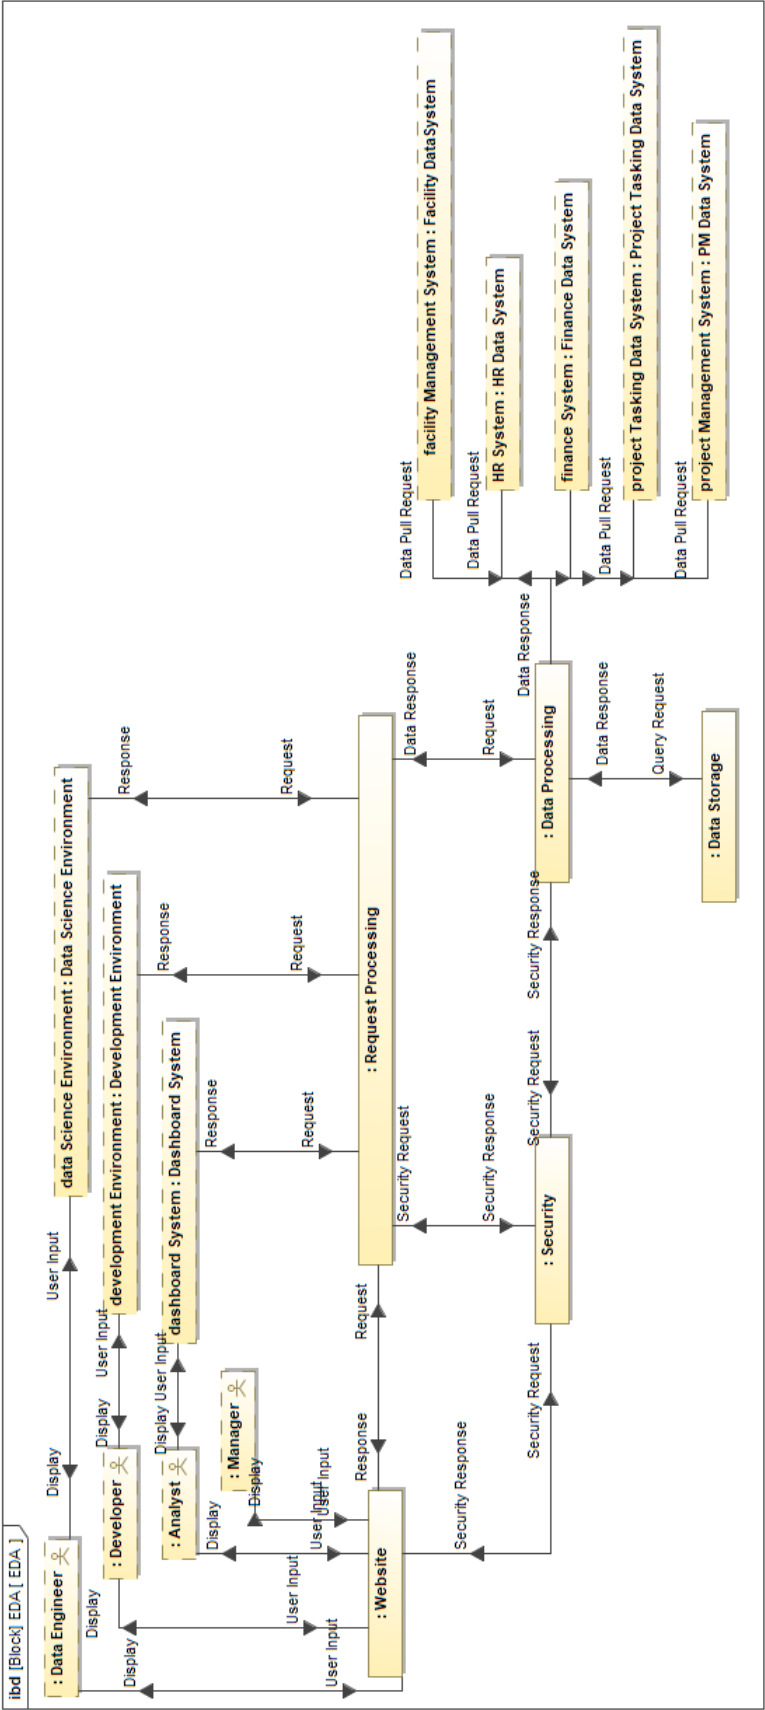 ibd [Block] EDA [ EDA ]
: Data Engineer
Display
User Input
data Science Environment : Data Science Environment
Response
Request
Display
: Developer
Display
User Input
development Environment : Development Environment
Response
Request
Display
: Analyst
Display
User Input
dashboard System : Dashboard System
Response
Request
Display
: Manager
Display
User Input
User Input
User Input
User Input
: Website
Response
Request
: Request Processing
Security Request
Security Response
Data Response
Request
Security Response
Security Request
: Security
Security Request
Security Response
: Data Processing
Data Response
Data Response
Query Request
: Data Storage
Data Pull Request
facility Management System : Facility DataSystem
Data Pull Request
HR System : HR Data System
finance System : Finance Data System
Data Pull Request
project Tasking Data System : Project Tasking Data System
Data Pull Request
project Management System : PM Data System